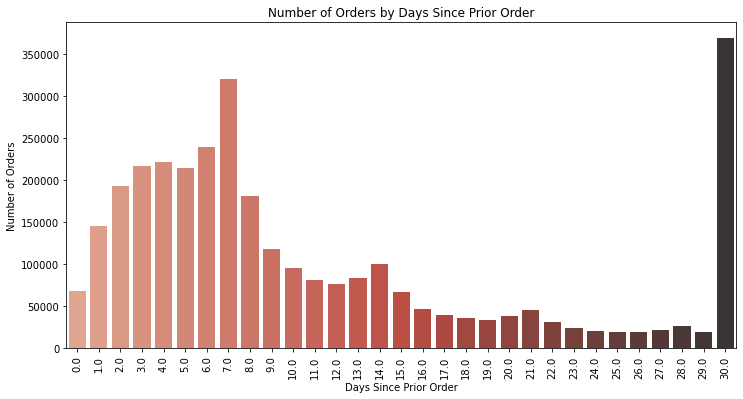 Number of Orders by Days Since Prior Order
Number of Orders
350000
300000
250000
200000
150000
100000
50000
0
0.0 1.0 2.0 3.0 4.0 5.0 6.0 7.0 8.0 9.0 10.0 11.0 12.0 13.0 14.0 15.0 16.0 17.0 18.0 19.0 20.0 21.0 22.0 23.0 24.0 25.0 26.0 27.0 28.0 29.0 30.0
Days Since Prior Order